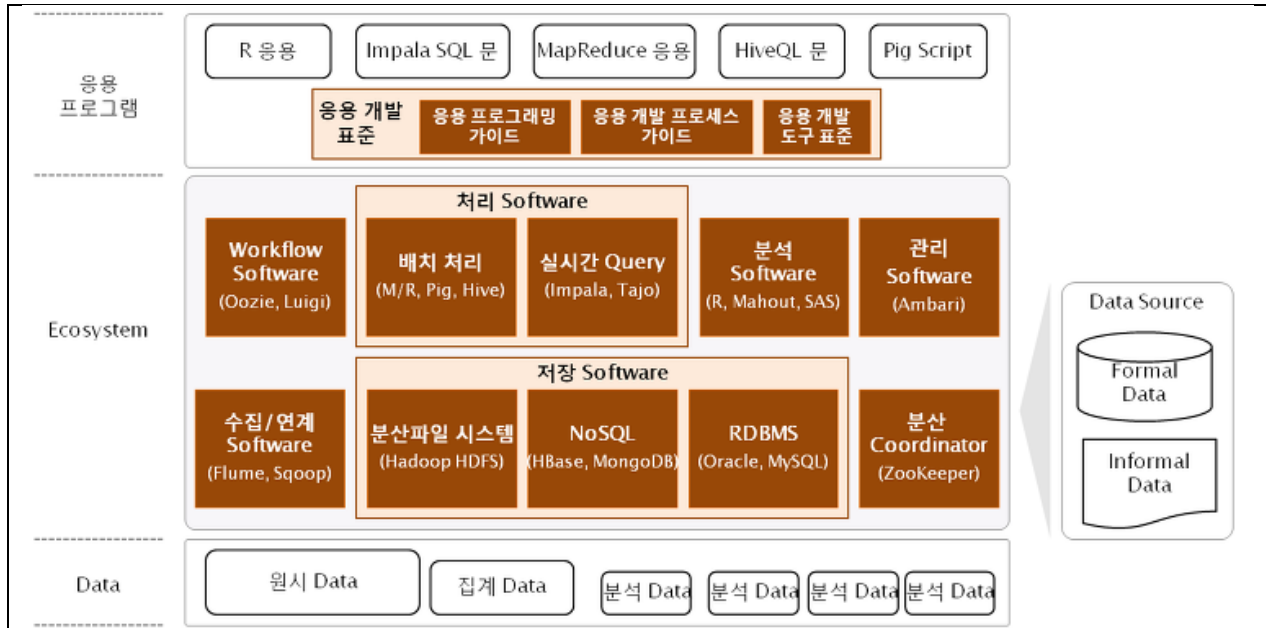 응용
프로그램
R 응용
Impala SQL 문
MapReduce 응용
HiveQL 문
Pig Script
응용 개발
표준
응용 프로그래밍
가이드
응용 개발 프로세스
가이드
응용 개발
도구 표준
Ecosystem
처리 Software
Workflow
Software
(Oozie, Luigi)
배치 처리
(M/R, Pig, Hive)
실시간 Query
(Impala, Tajo)
분석
Software
(R, Mahout, SAS)
관리
Software
(Ambari)
저장 Software
수집/연계
Software
(Flume, Sqoop)
분산파일 시스템
(Hadoop HDFS)
NoSQL
(HBase, MongoDB)
RDBMS
(Oracle, MySQL)
분산
Coordinator
(ZooKeeper)
Data Source
Formal
Data
Informal
Data
Data
원시 Data
집계 Data
분석 Data
분석 Data
분석 Data
분석 Data